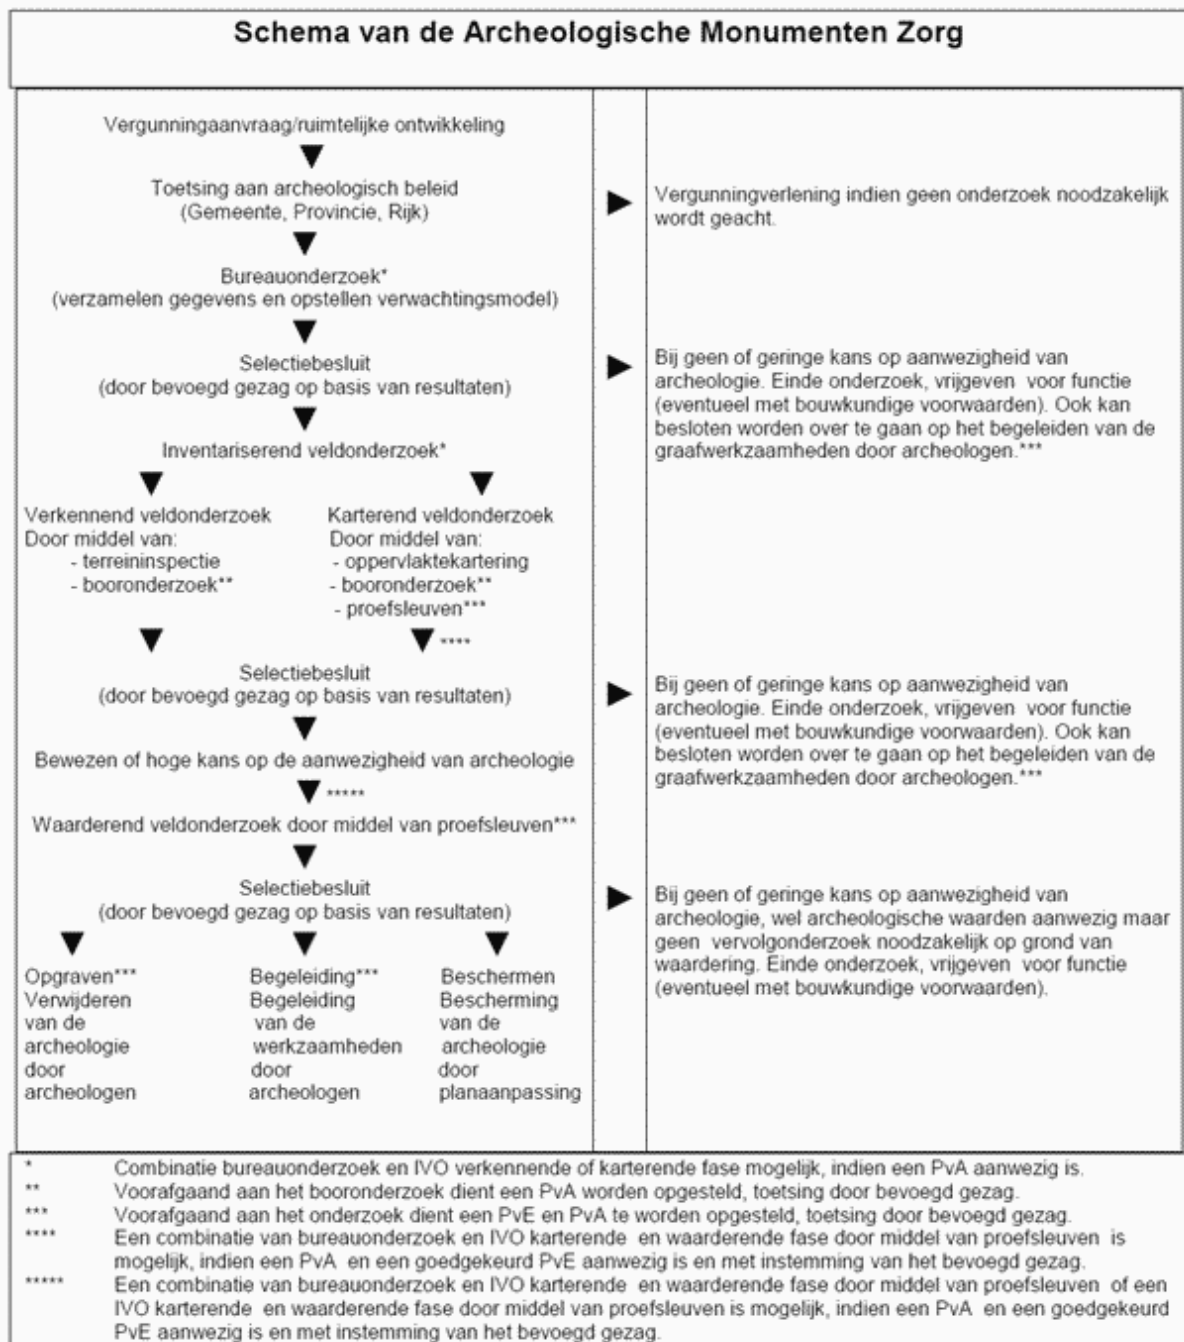 Schema van de Archeologische Monumenten Zorg
Vergunningaanvraag/ruimtelijke ontwikkeling
Toetsing aan archeologisch beleid
(Gemeente, Provincie, Rijk)
Vergunningverlening indien geen onderzoek noodzakelijk
wordt geacht.
Bureauonderzoek*
(verzamelen gegevens en opstellen verwachtingsmodel)
Selectiebesluit
(door bevoegd gezag op basis van resultaten)
Bij geen of geringe kans op aanwezigheid van
archeologie. Einde onderzoek, vrijgeven voor functie
(eventueel met bouwkundige voorwaarden). Ook kan
besloten worden over te gaan op het begeleiden van de
graafwerkzaamheden door archeologen.***
Inventariserend veldonderzoek*
Verkennend veldonderzoek
Door middel van:
- terreininspectie
- booronderzoek**
Karterend veldonderzoek
Door middel van:
- oppervlaktekartering
- booronderzoek**
- proefsleuven***
****
Selectiebesluit
(door bevoegd gezag op basis van resultaten)
Bij geen of geringe kans op aanwezigheid van
archeologie. Einde onderzoek, vrijgeven voor functie
(eventueel met bouwkundige voorwaarden). Ook kan
besloten worden over te gaan op het begeleiden van de
graafwerkzaamheden door archeologen.***
Bewezen of hoge kans op de aanwezigheid van archeologie
*****
Waarderend veldonderzoek door middel van proefsleuven***
Selectiebesluit
(door bevoegd gezag op basis van resultaten)
Bij geen of geringe kans op aanwezigheid van
archeologie, wel archeologische waarden aanwezig maar
geen vervolgonderzoek noodzakelijk op grond van
waardering. Einde onderzoek, vrijgeven voor functie
(eventueel met bouwkundige voorwaarden).
Opgraven***
Verwijderen
van de
archeologie
door
archeologen
Begeleiding***
Begeleiding
van de
werkzaamheden
door
archeologen
Beschermen
Bescherming
van de
archeologie
door
planaanpassing
* Combinatie bureauonderzoek en IVO verkennende of karterende fase mogelijk, indien een PvA aanwezig is.
** Voorafgaand aan het booronderzoek dient een PvA worden opgesteld, toetsing door bevoegd gezag.
*** Voorafgaand aan het onderzoek dient een PvE en PvA te worden opgesteld, toetsing door bevoegd gezag.
**** Een combinatie van bureauonderzoek en IVO karterende en waarderende fase door middel van proefsleuven is
mogelijk, indien een PvA en een goedgekeurd PvE aanwezig is en met instemming van het bevoegd gezag.
***** Een combinatie van bureauonderzoek en IVO karterende en waarderende fase door middel van proefsleuven of een
IVO karterende en waarderende fase door middel van proefsleuven is mogelijk, indien een PvA en een goedgekeurd
PvE aanwezig is en met instemming van het bevoegd gezag.